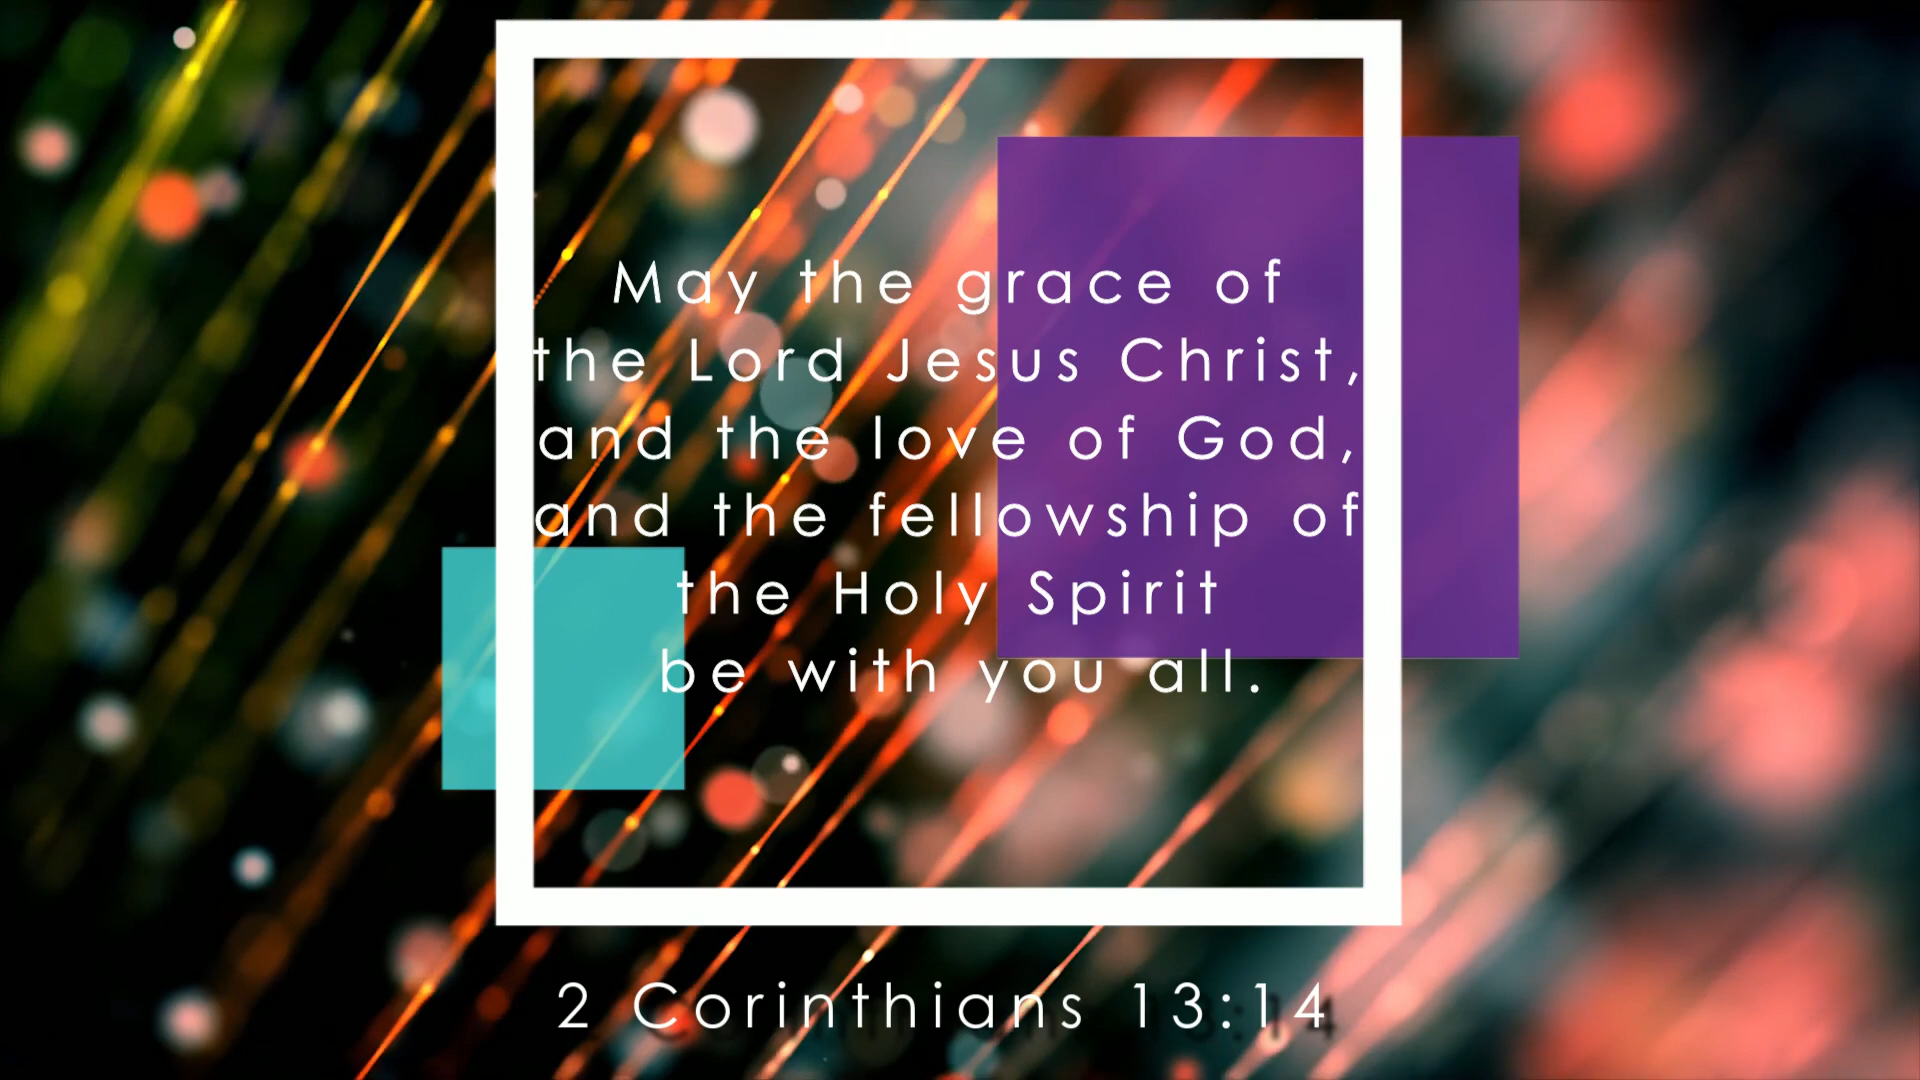 May the grace of
the Lord Jesus Christ,
and the love of God,
and the fellowship of
the Holy Spirit
be with you all.
2 Corinthians 13:14